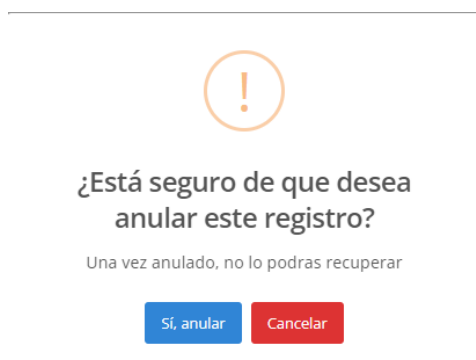 !
¿Está seguro de que desea
anular este registro?
Una vez anulado, no lo podras recuperar
Sí, anular
Cancelar